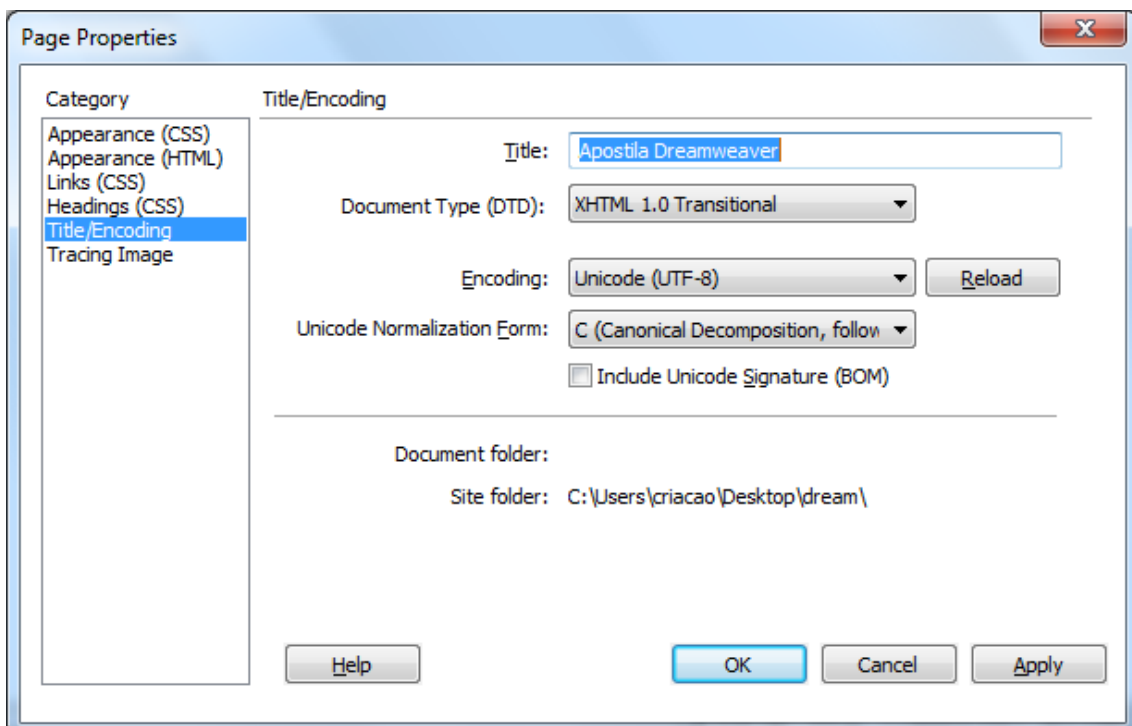 Page Properties
Category
Appearance (CSS)
Appearance (HTML)
Links (CSS)
Headings (CSS)
Title/Encoding
Tracing Image
Title/Encoding
Title: Apostila Dreamweaver
Document Type (DTD): XHTML 1.0 Transitional
Encoding: Unicode (UTF-8) Reload
Unicode Normalization Form: C (Canonical Decomposition, follow
Include Unicode Signature (BOM)
Document folder:
Site folder: C:\Users\criacao\Desktop\dream\
Help OK Cancel Apply